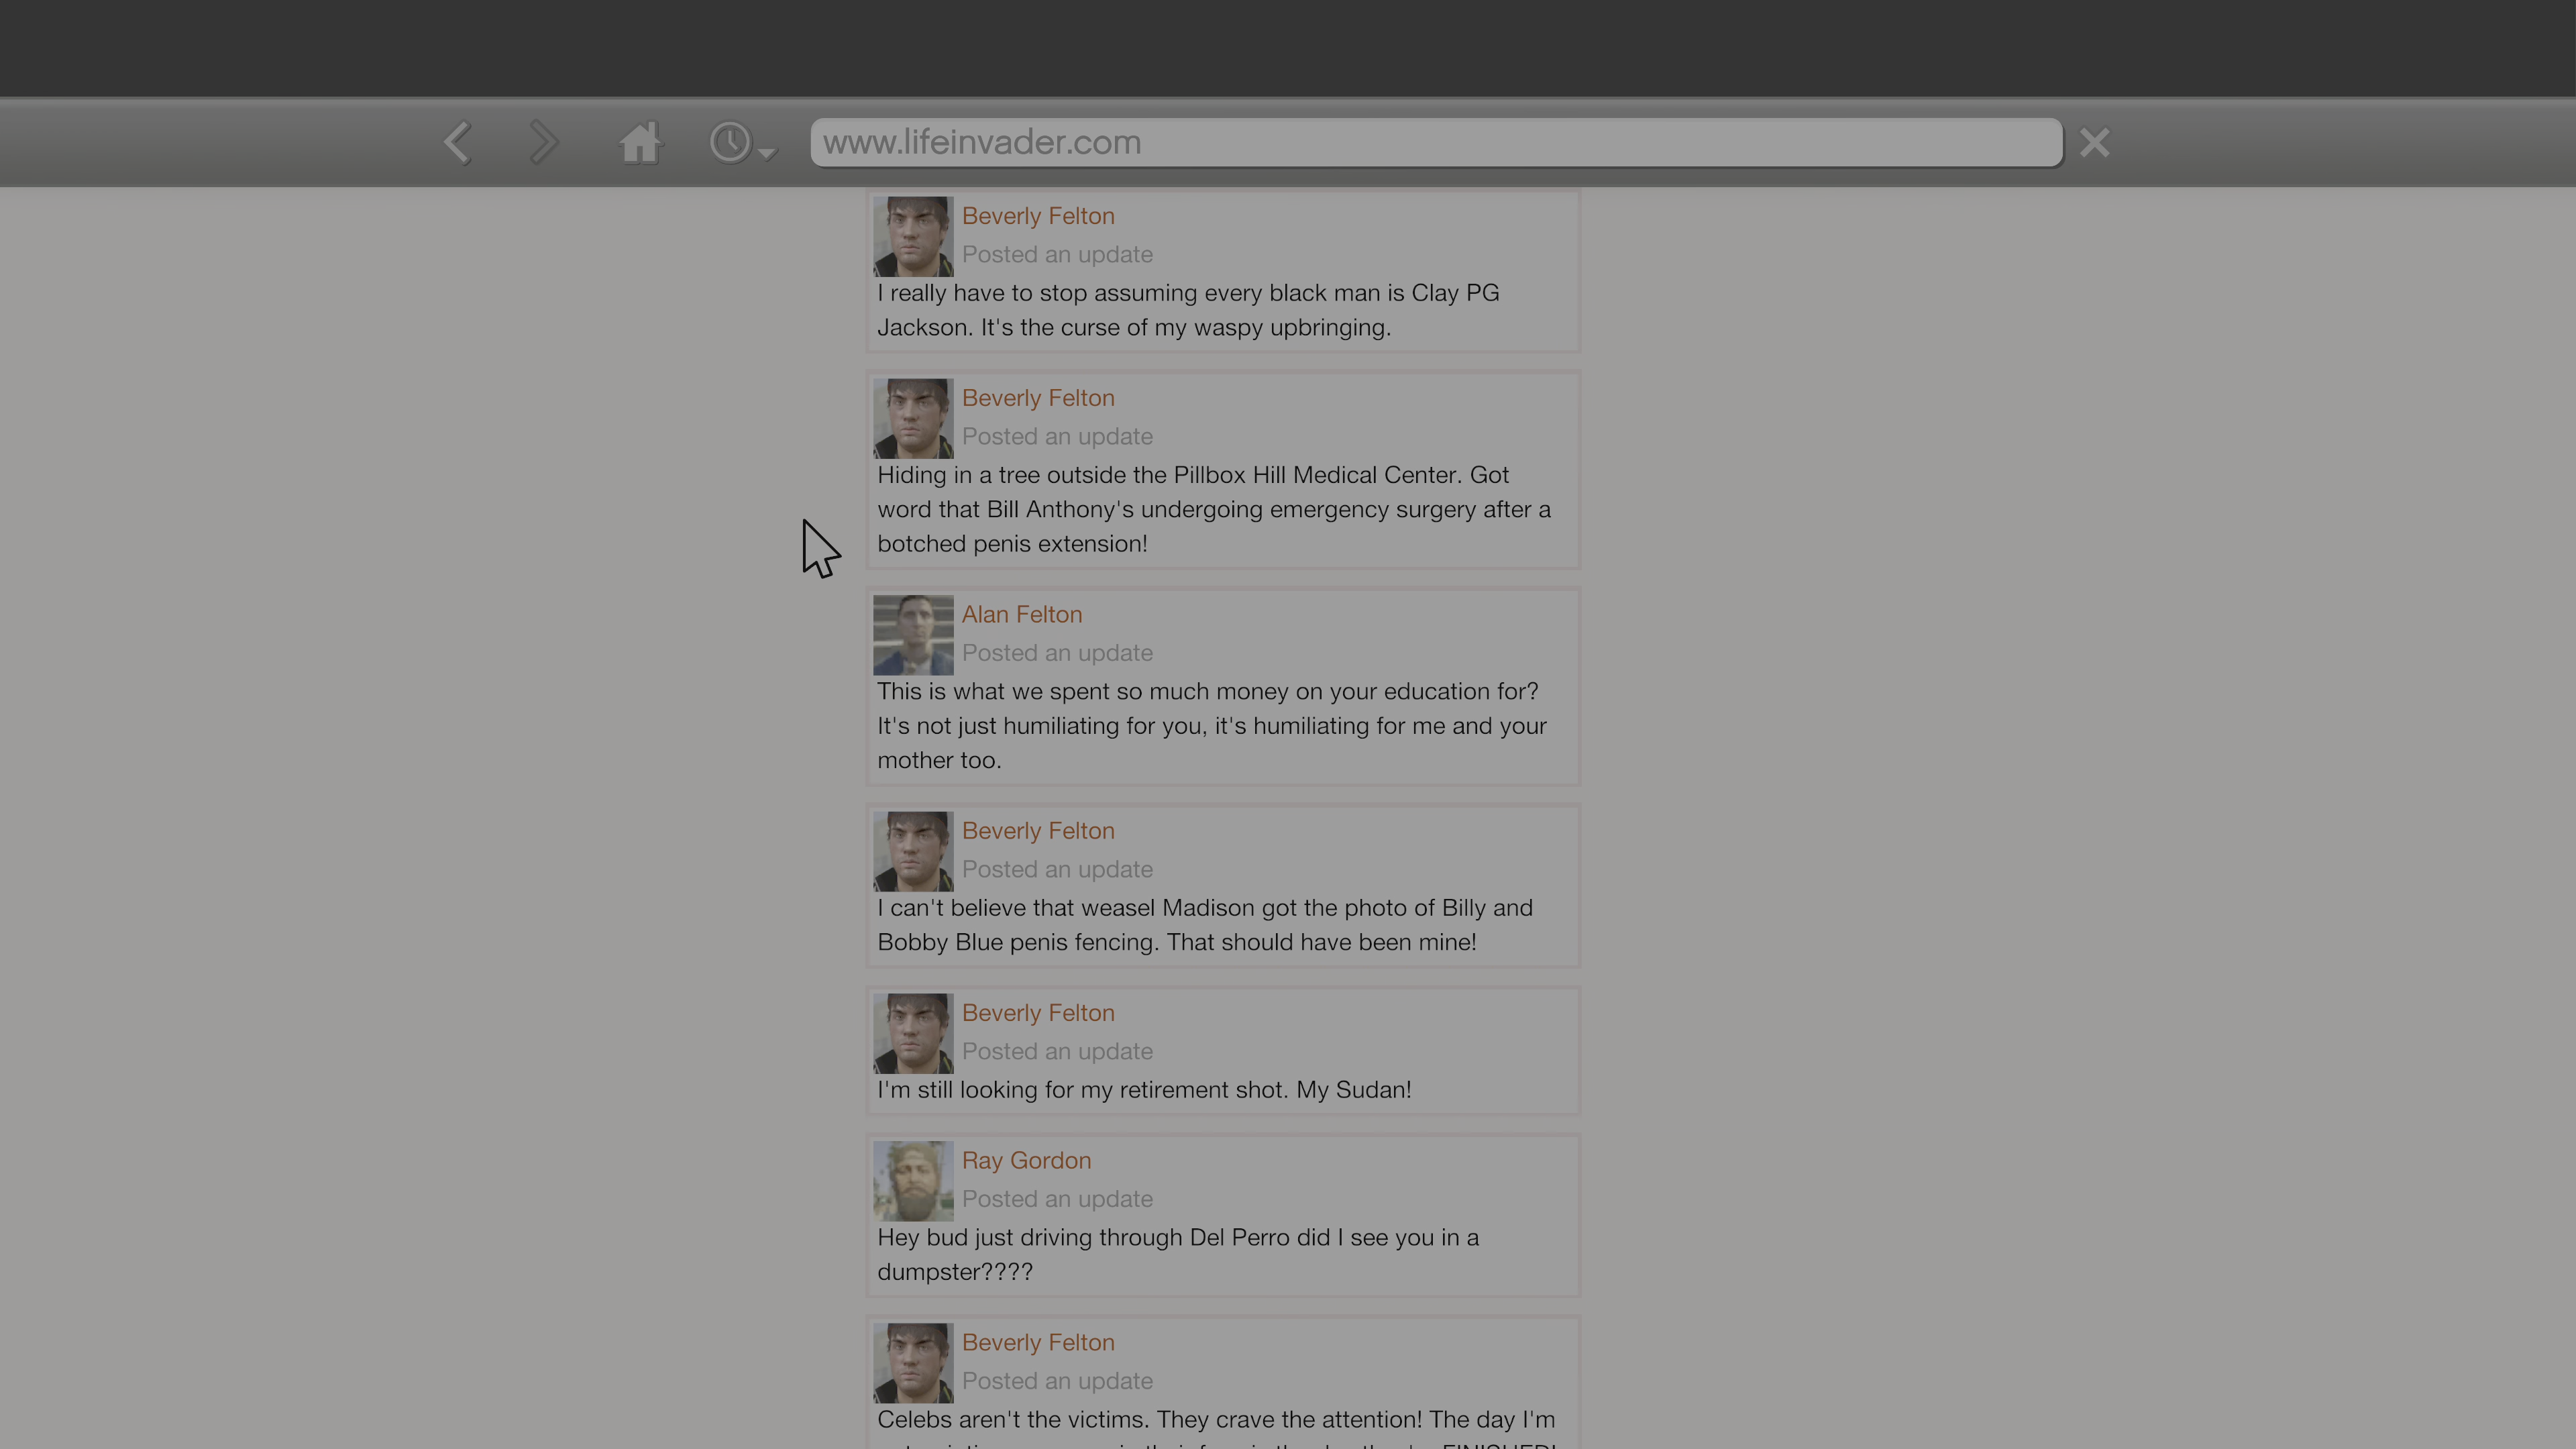 www.lifeinvader.com
Beverly Felton
Posted an update
I really have to stop assuming every black man is Clay PG
Jackson. It's the curse of my waspy upbringing.
Beverly Felton
Posted an update
Hiding in a tree outside the Pillbox Hill Medical Center. Got
word that Bill Anthony's undergoing emergency surgery after a
botched penis extension!
Alan Felton
Posted an update
This is what we spent so much money on your education for?
It's not just humiliating for you, it's humiliating for me and your
mother too.
Beverly Felton
Posted an update
I can't believe that weasel Madison got the photo of Billy and
Bobby Blue penis fencing. That should have been mine!
Beverly Felton
Posted an update
I'm still looking for my retirement shot. My Sudan!
Ray Gordon
Posted an update
Hey bud just driving through Del Perro did I see you in a
dumpster????
Beverly Felton
Posted an update
Celebs aren't the victims. They crave the attention! The day I'm
FINISHED!